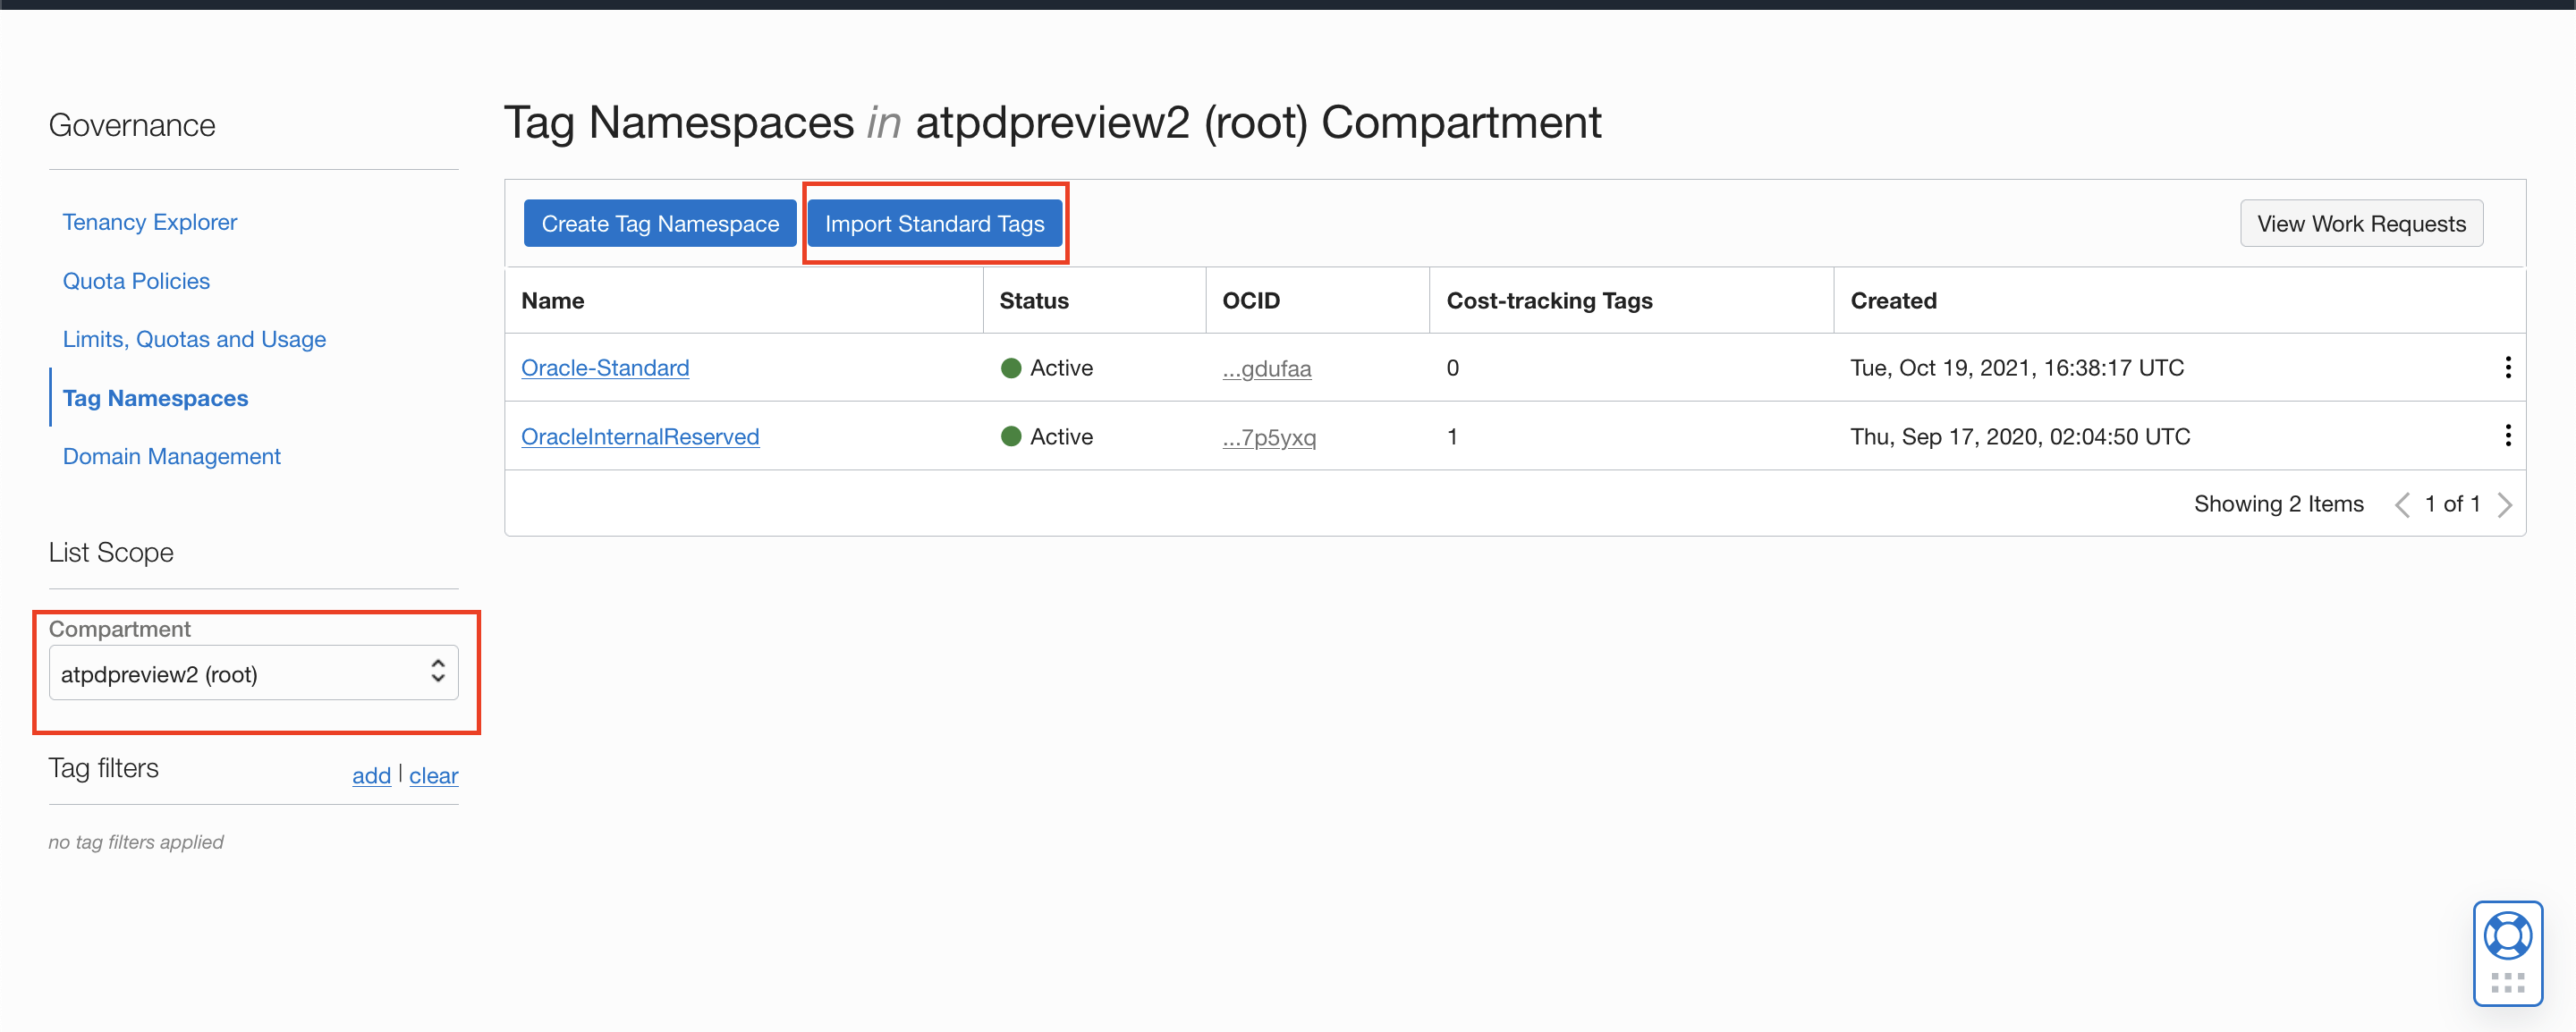 Governance
Tenancy Explorer
Quota Policies
Limits, Quotas and Usage
Tag Namespaces
Domain Management
List Scope
Compartment
atpdpreview2 (root)
Tag filters add | clear
no tag filters applied
Tag Namespaces in atpdpreview2 (root) Compartment
Create Tag Namespace Import Standard Tags View Work Requests
Name Status OCID Cost-tracking Tags Created
Oracle-Standard Active ...gdufaa 0 Tue, Oct 19, 2021, 16:38:17 UTC
OracleInternalReserved Active ...7p5yxq 1 Thu, Sep 17, 2020, 02:04:50 UTC
Showing 2 Items 1 of 1